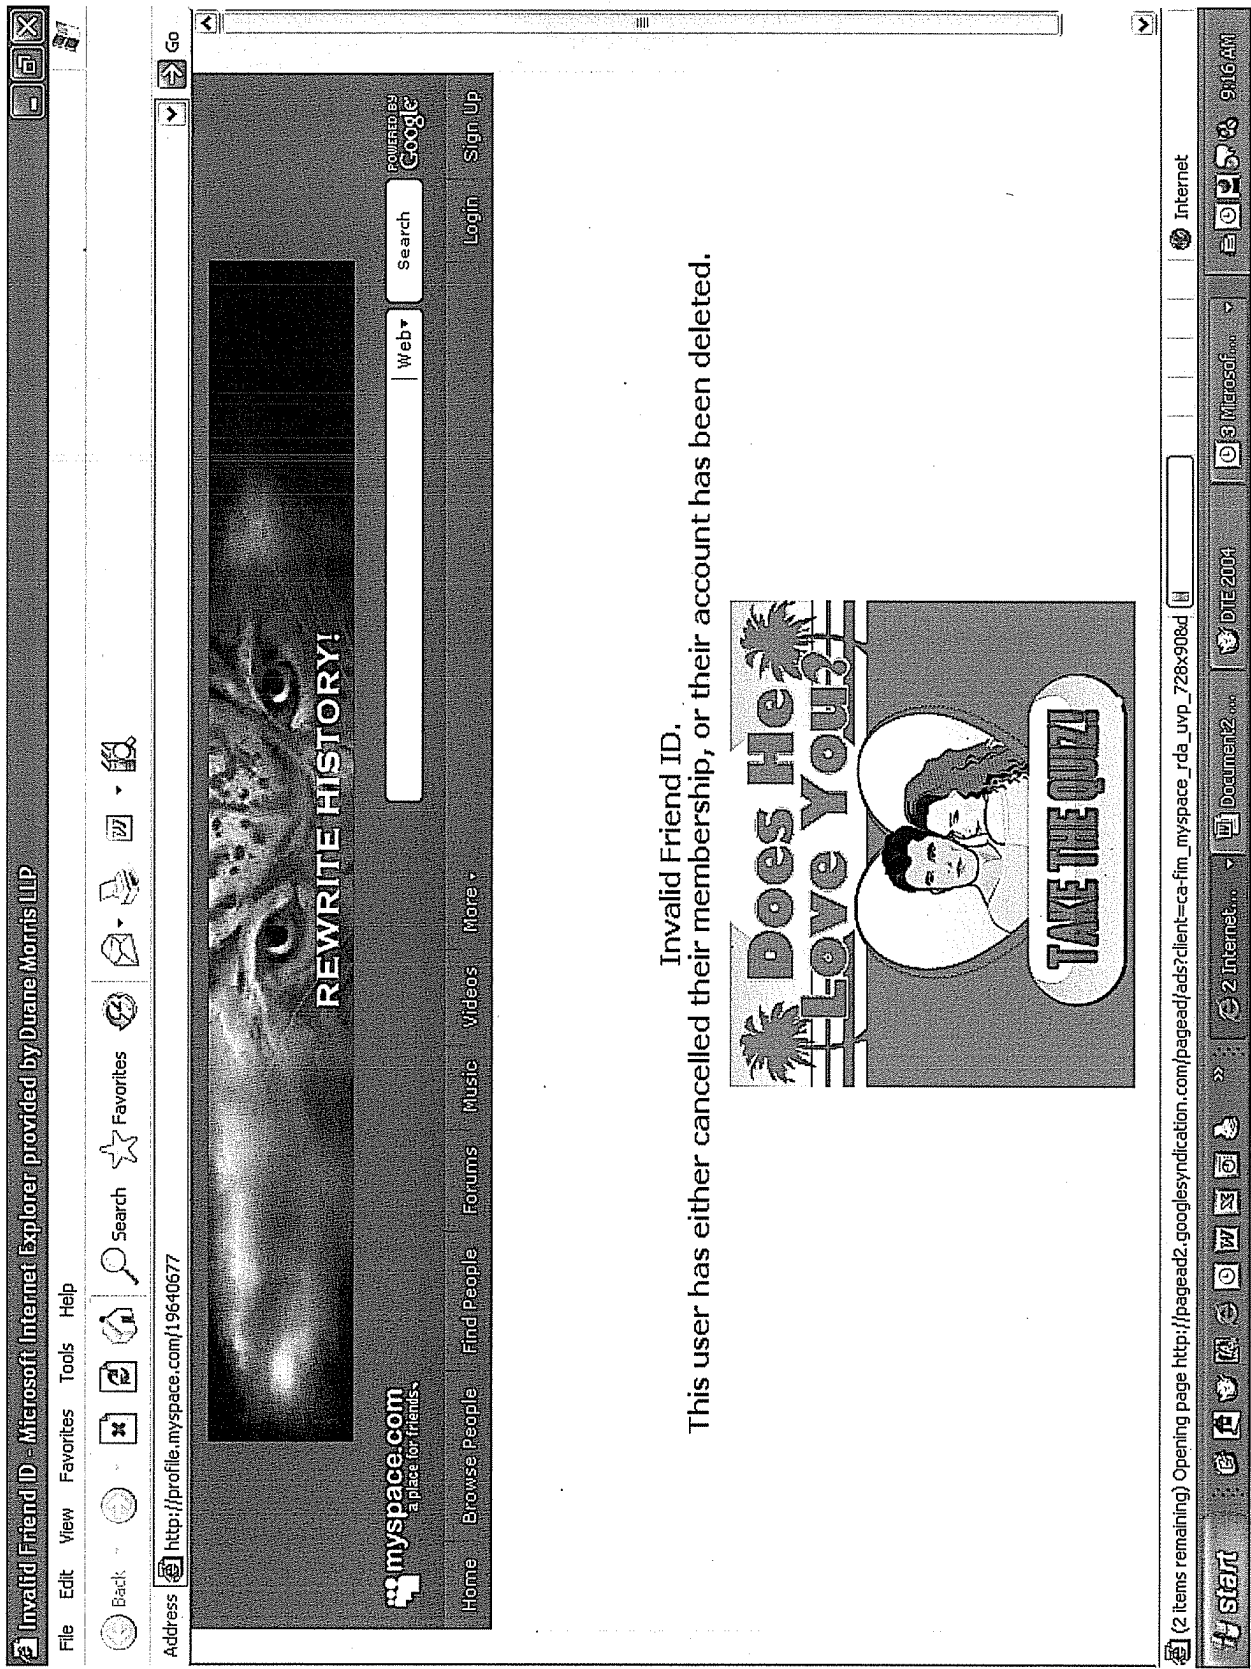 Invalid Friend ID - Microsoft Internet Explorer provided by Duane Morris LLP
File Edit View Favorites Tools Help
Back Search Favorites
Address http://profile.myspace.com/19640677 Go
REWRITE HISTORY!
myspace.com
a place for friends
Web Search
POWERED BY
Google
Home Browse People Find People Forums Music Videos More Login Sign Up
Invalid Friend ID.
This user has either cancelled their membership, or their account has been deleted.
Does He
Love You?
TAKE THE QUIZ!
(2 items remaining) Opening page http://pagead2.googlesyndication.com/pagead/ads?client=ca-fim_myspace_rda_uvp_728x90&d Internet
start 2 Internet... Document2 ... DTE 2004 3 Microsof... 9:16 AM